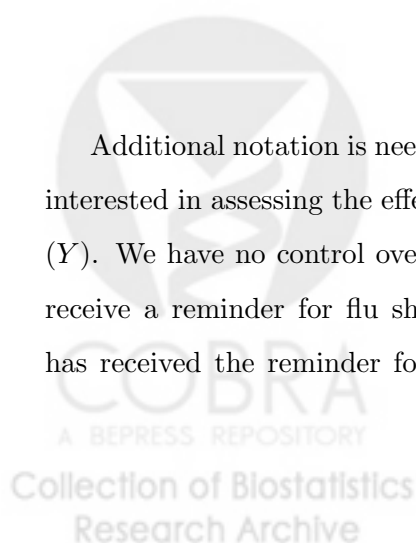 Additional notation is nee
interested in assessing the effe
(Y). We have no control ove
receive a reminder for flu sh
has received the reminder fo
COBRA
A BEPRESS REPOSITORY
Collection of Biostatistics
Research Archive